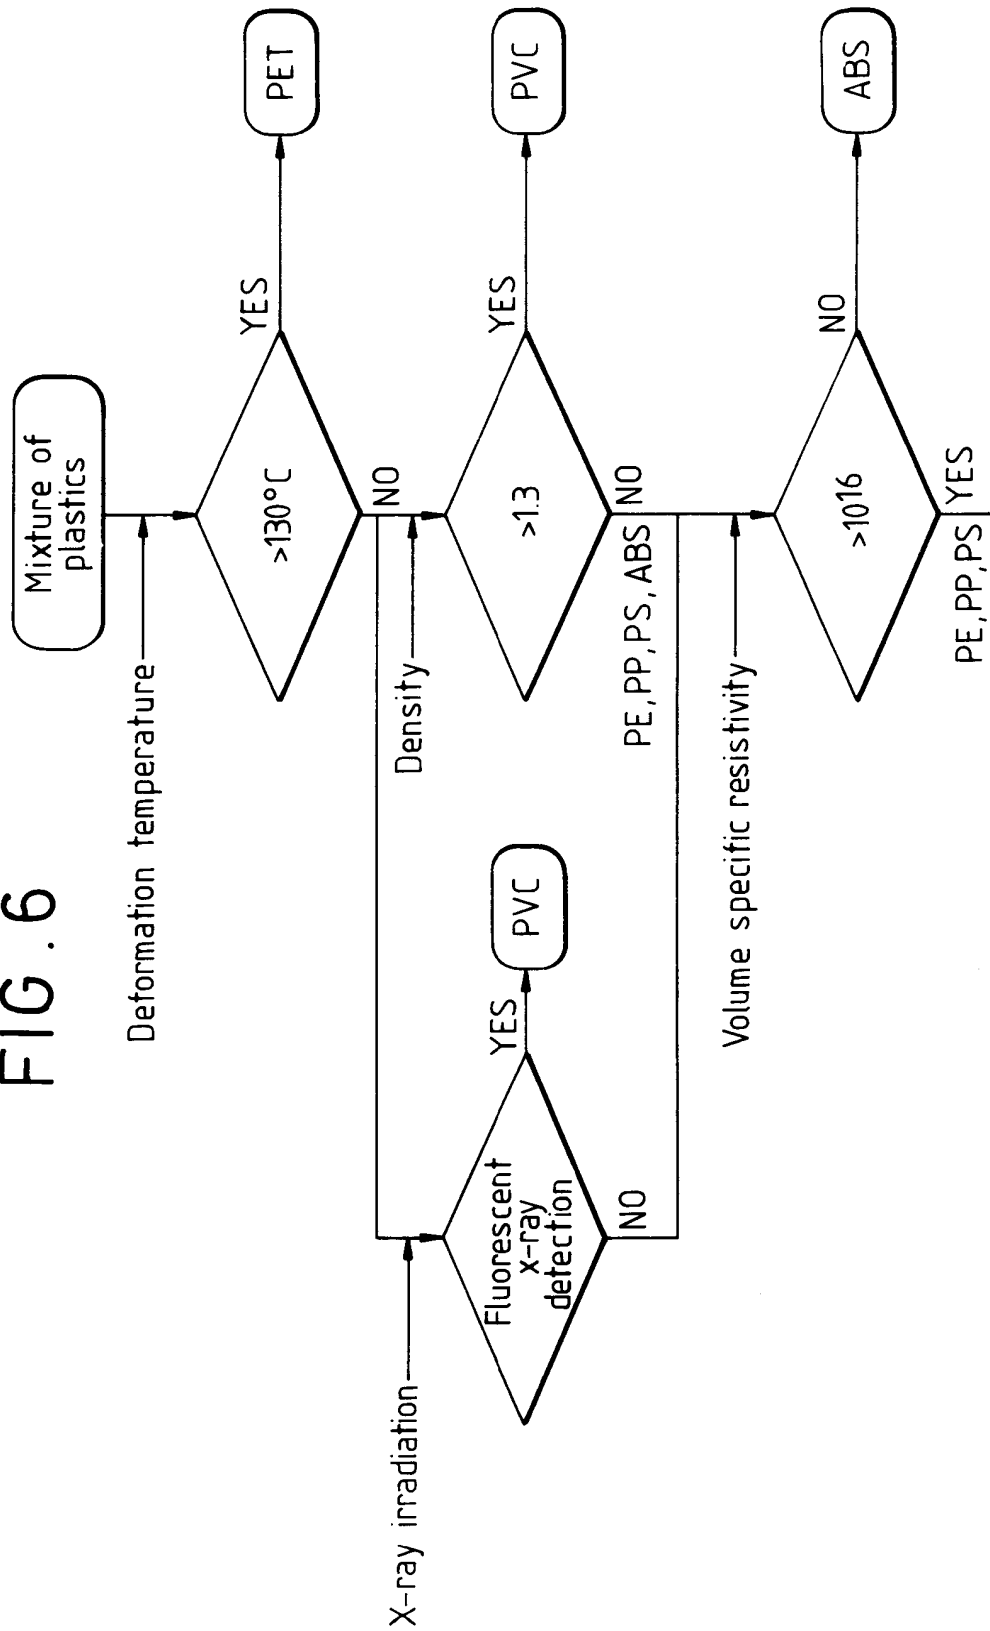 FIG.6
Mixture of
plastics
Deformation temperature
>130°C
YES
PET
NO
X-ray irradiation
Density
Fluorescent
x-ray
detection
YES
PVC
NO
>1.3
YES
PVC
NO
PE,PP,PS,ABS
Volume specific resistivity
>1016
NO
ABS
YES
PE,PP,PS